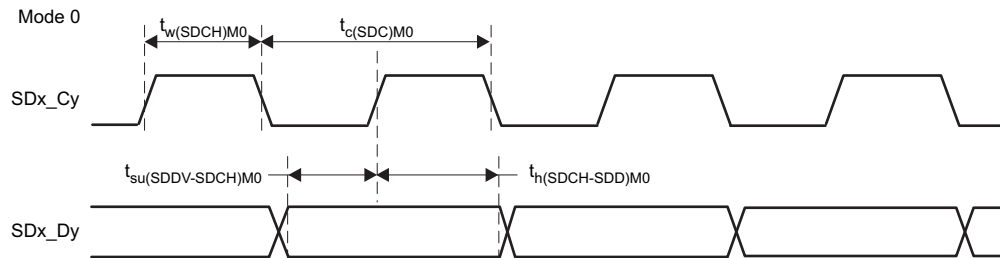 Mode 0
tw(SDCH)M0
tc(SDC)M0
SDx_Cy
tsu(SDDV-SDCH)M0
th(SDCH-SDD)M0
SDx_Dy